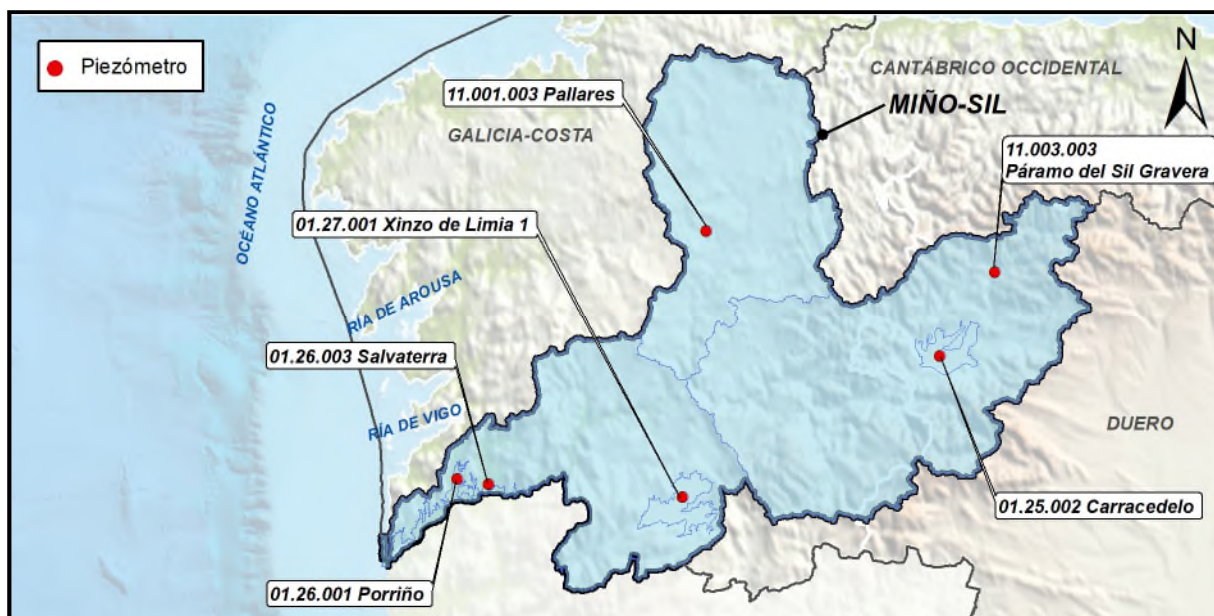 Piezómetro
N
CANTÁBRICO OCCIDENTAL
11.001.003 Pallares
MIÑO-SIL
GALICIA-COSTA
11.003.003
Páramo del Sil Gravera
OCÉANO ATLÁNTICO
01.27.001 Xinzo de Limia 1
RÍA DE AROUSA
01.26.003 Salvaterra
RÍA DE VIGO
DUERO
01.25.002 Carracedelo
01.26.001 Porriño